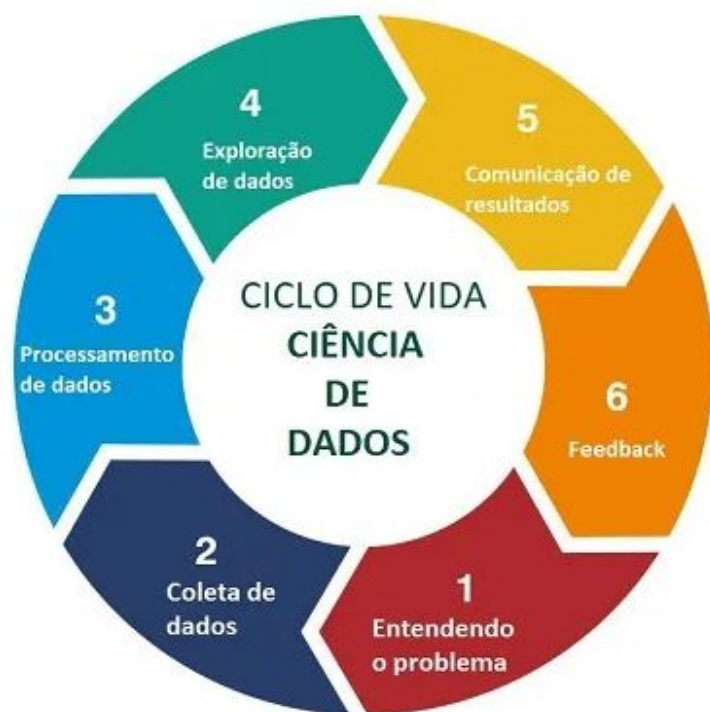 CICLO DE VIDA
CIÊNCIA
DE
DADOS
1
Entendendo
o problema
2
Coleta de
dados
3
Processamento
de dados
4
Exploração
de dados
5
Comunicação de
resultados
6
Feedback